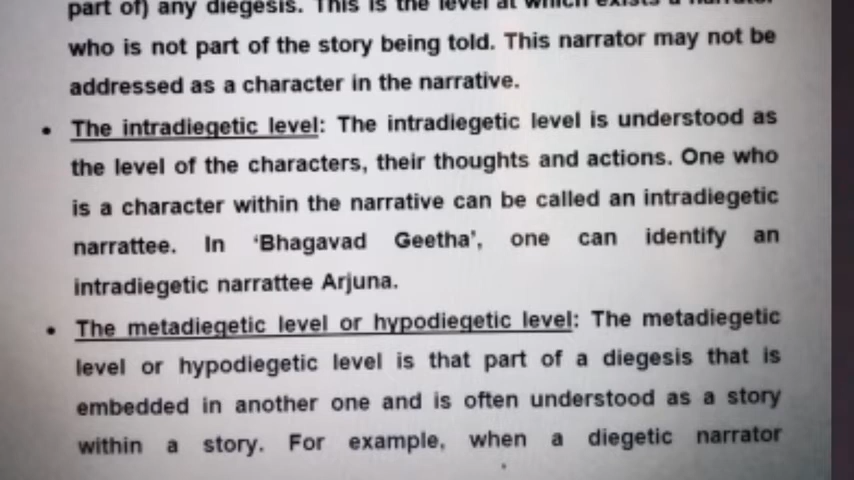 part of) any diegesis. This is the level at which exists a narrator
who is not part of the story being told. This narrator may not be
addressed as a character in the narrative.
• The intradiegetic level: The intradiegetic level is understood as
the level of the characters, their thoughts and actions. One who
is a character within the narrative can be called an intradiegetic
narrattee. In ‘Bhagavad Geetha’, one can identify an
intradiegetic narrattee Arjuna.
• The metadiegetic level or hypodiegetic level: The metadiegetic
level or hypodiegetic level is that part of a diegesis that is
embedded in another one and is often understood as a story
within a story. For example, when a diegetic narrator